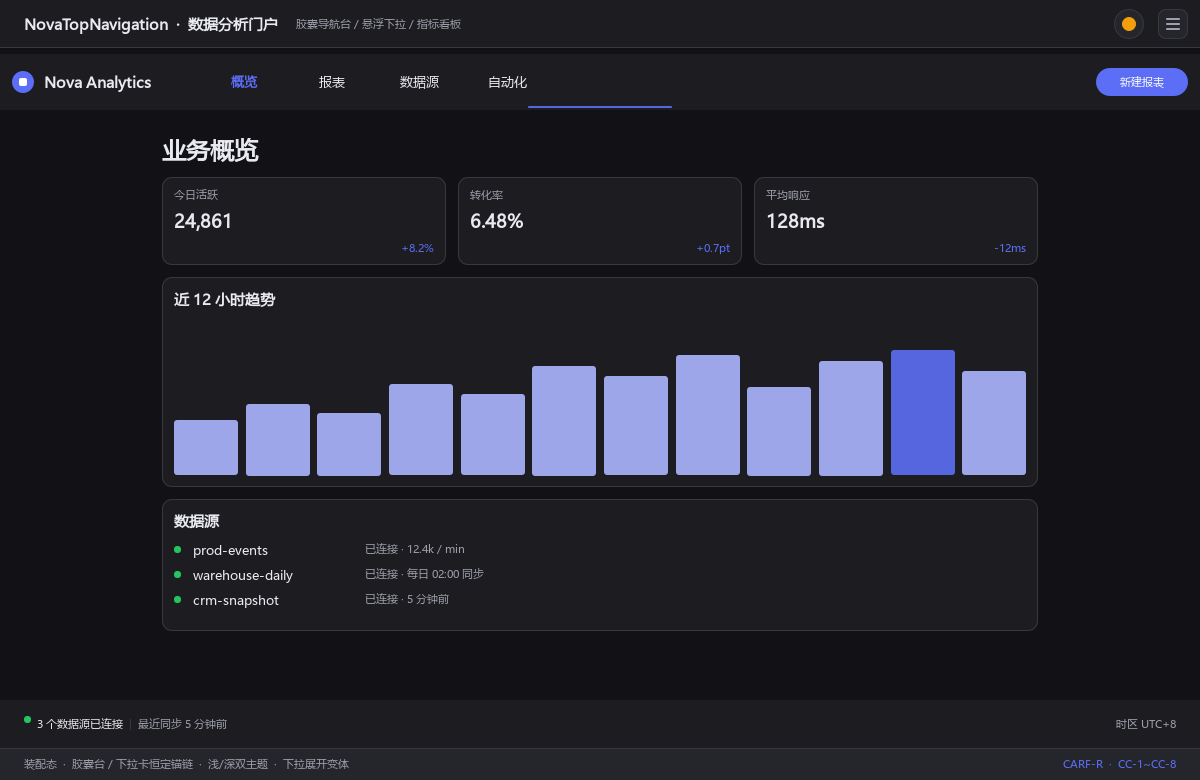 NovaTopNavigation · 数据分析门户 胶囊导航台 / 悬浮下拉 / 指标看板
Nova Analytics 概览 报表 数据源 自动化 新建报表
业务概览
今日活跃 转化率 平均响应
24,861 6.48% 128ms
+8.2% +0.7pt -12ms
近 12 小时趋势
数据源
prod-events 已连接 · 12.4k / min
warehouse-daily 已连接 · 每日 02:00 同步
crm-snapshot 已连接 · 5 分钟前
3 个数据源已连接 最近同步 5 分钟前 时区 UTC+8
装配态 · 胶囊台 / 下拉卡恒定锚链 · 浅/深双主题 · 下拉展开变体 CARF-R · CC-1~CC-8